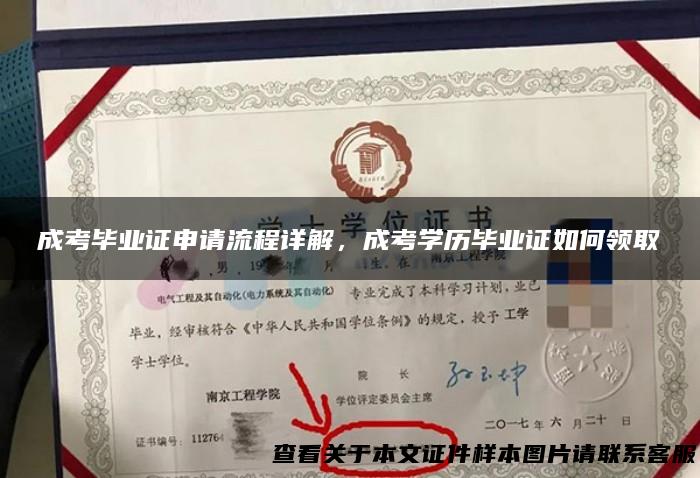 学士学位证书
成考毕业证申请流程详解，成考学历毕业证如何领取
，男，
南京工程学院
电气工程及其自动化(电力系统及其自动化) 专业完成了本科学习计划，业已
毕业，经审核符合《中华人民共和国学位条例》的规定，授予 工学
学士学位。
南京工程学院
院 长
学位评定委员会主席
证书编号： 112764
二〇一七年 六 月 二十 日
查看关于本文证件样本图片请联系客服